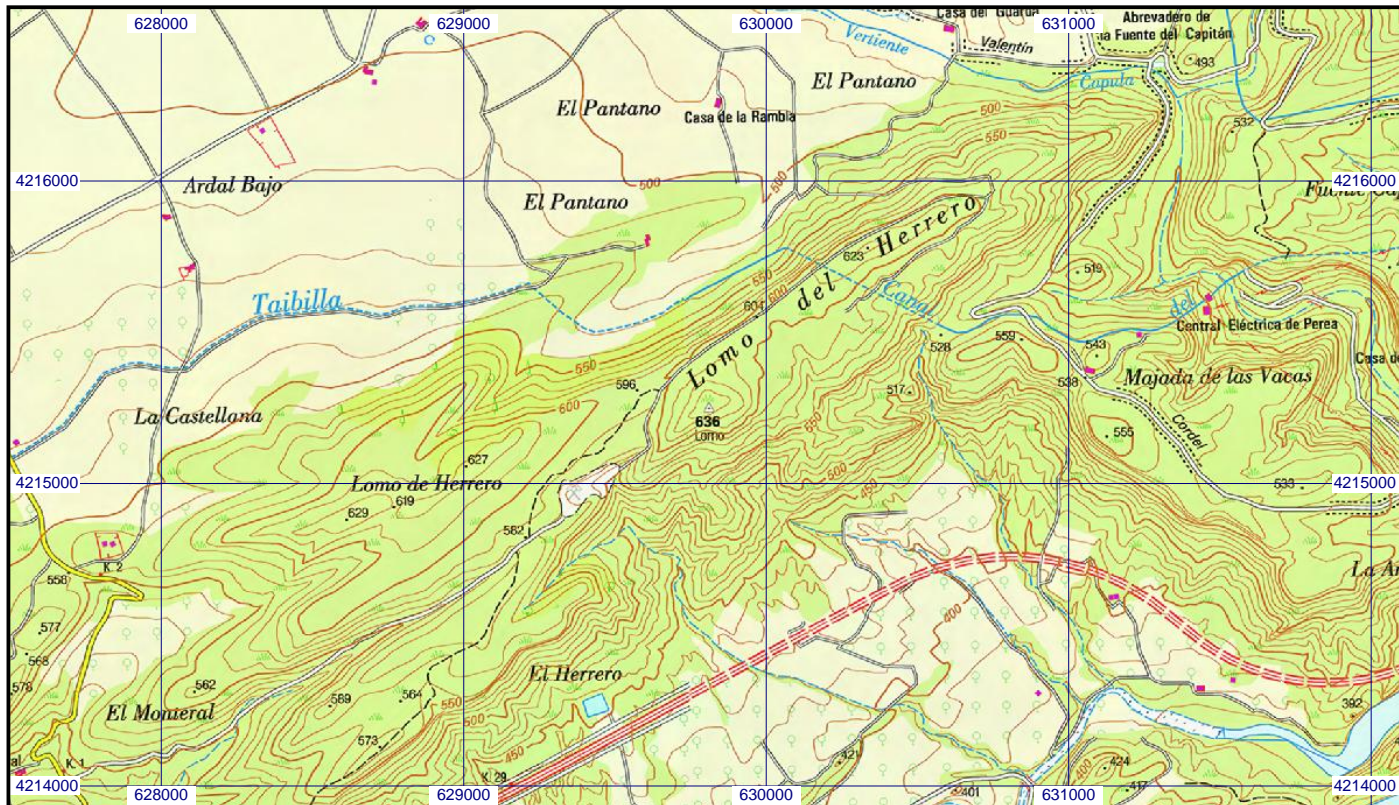 628000
629000
630000
631000
Casa del Guarda
Abrevadero de
la Fuente del Capitán
Vertiente
Valentín
493
El Pantano
Capula
El Pantano
500
Casa de la Rambla
550
532
4216000
Ardal Bajo
500
500
4216000
El Pantano
Lomo del Herrero
623
519
550
600
Taibilla
Canal
del
604
Central Eléctrica de Perea
528
559
543
550
596
538
Majada de las Vacas
517
La Castellana
600
636
Lomo
550
Cordel
555
627
4215000
Lomo de Herrero
500
450
533
4215000
619
629
582
K. 2
558
400
577
568
El Herrero
578
562
569
564
550
El Moñeral
500
392
573
450
421
424
400
K. 1
K. 29
417
401
4214000
4214000
628000
629000
630000
631000